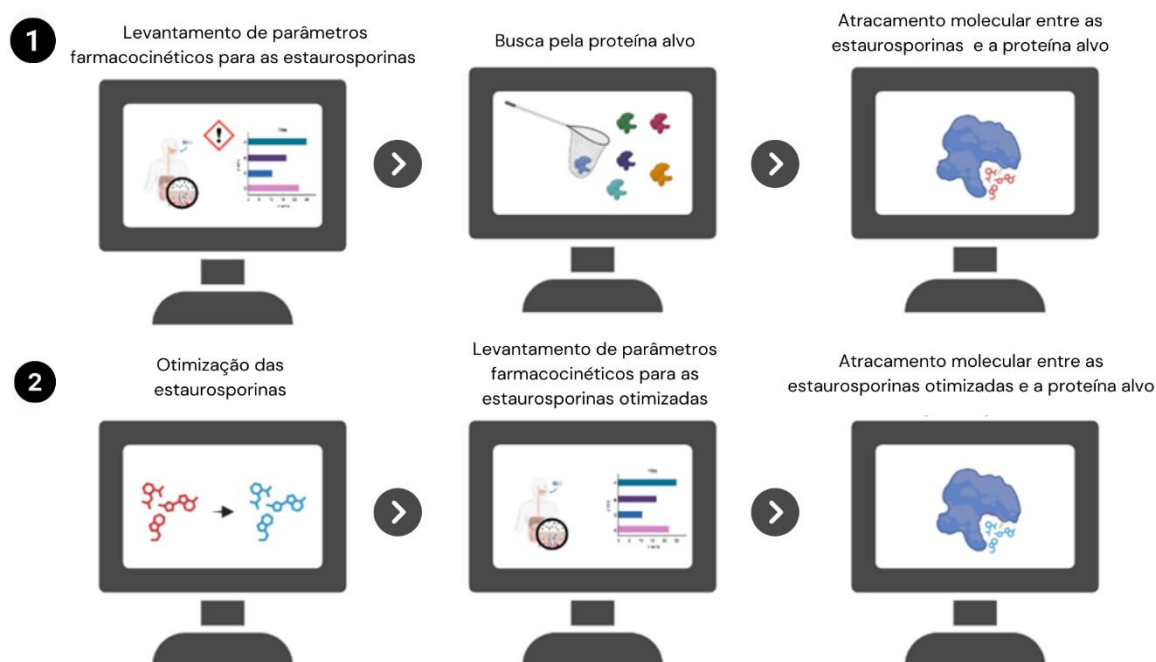 1
Levantamento de parâmetros
farmacocinéticos para as estaurosporinas
Busca pela proteína alvo
Atracamento molecular entre as
estaurosporinas e a proteína alvo
2
Otimização das
estaurosporinas
Levantamento de parâmetros
farmacocinéticos para as
estaurosporinas otimizadas
Atracamento molecular entre as
estaurosporinas otimizadas e a proteína alvo